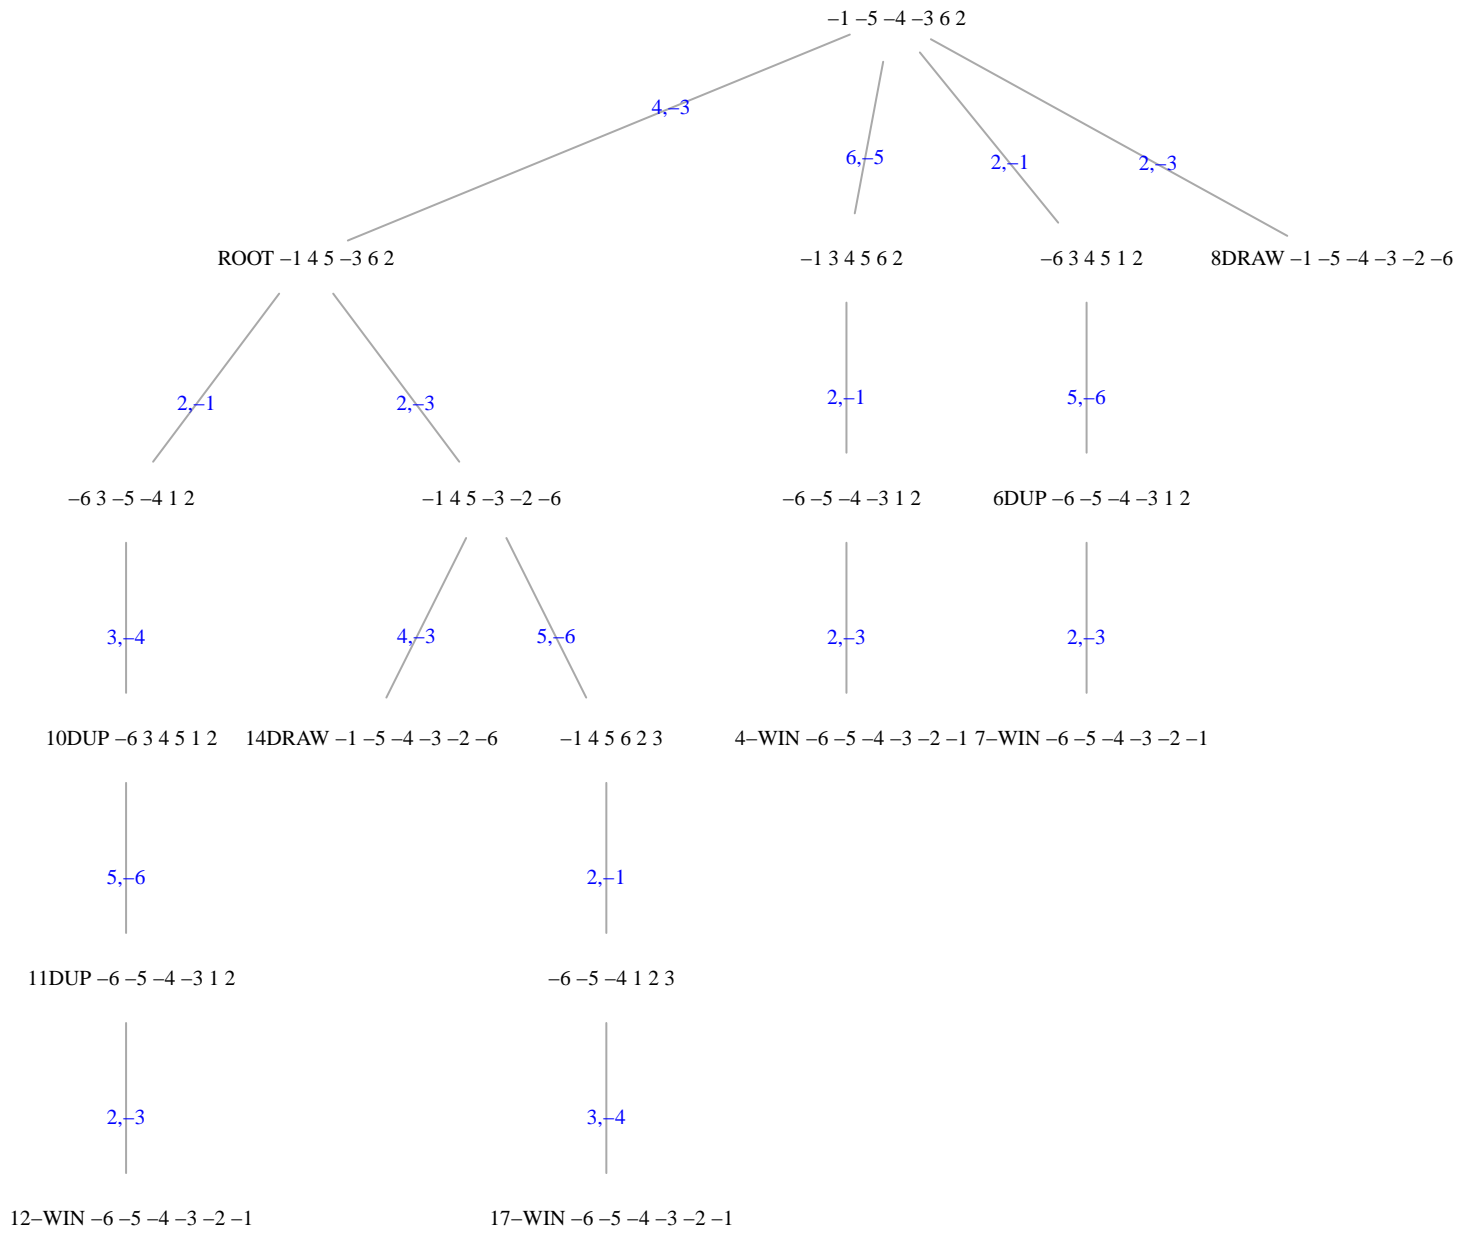 −1 −5 −4 −3 6 2
4,−3
6,−5
2,−1
2,−3
ROOT −1 4 5 −3 6 2
−1 3 4 5 6 2
−6 3 4 5 1 2
8DRAW −1 −5 −4 −3 −2 −6
2,−1
2,−3
2,−1
5,−6
−6 3 −5 −4 1 2
−1 4 5 −3 −2 −6
−6 −5 −4 −3 1 2
6DUP −6 −5 −4 −3 1 2
3,−4
4,−3
5,−6
2,−3
2,−3
10DUP −6 3 4 5 1 2
14DRAW −1 −5 −4 −3 −2 −6
−1 4 5 6 2 3
4−WIN −6 −5 −4 −3 −2 −1
7−WIN −6 −5 −4 −3 −2 −1
5,−6
2,−1
11DUP −6 −5 −4 −3 1 2
−6 −5 −4 1 2 3
2,−3
3,−4
12−WIN −6 −5 −4 −3 −2 −1
17−WIN −6 −5 −4 −3 −2 −1